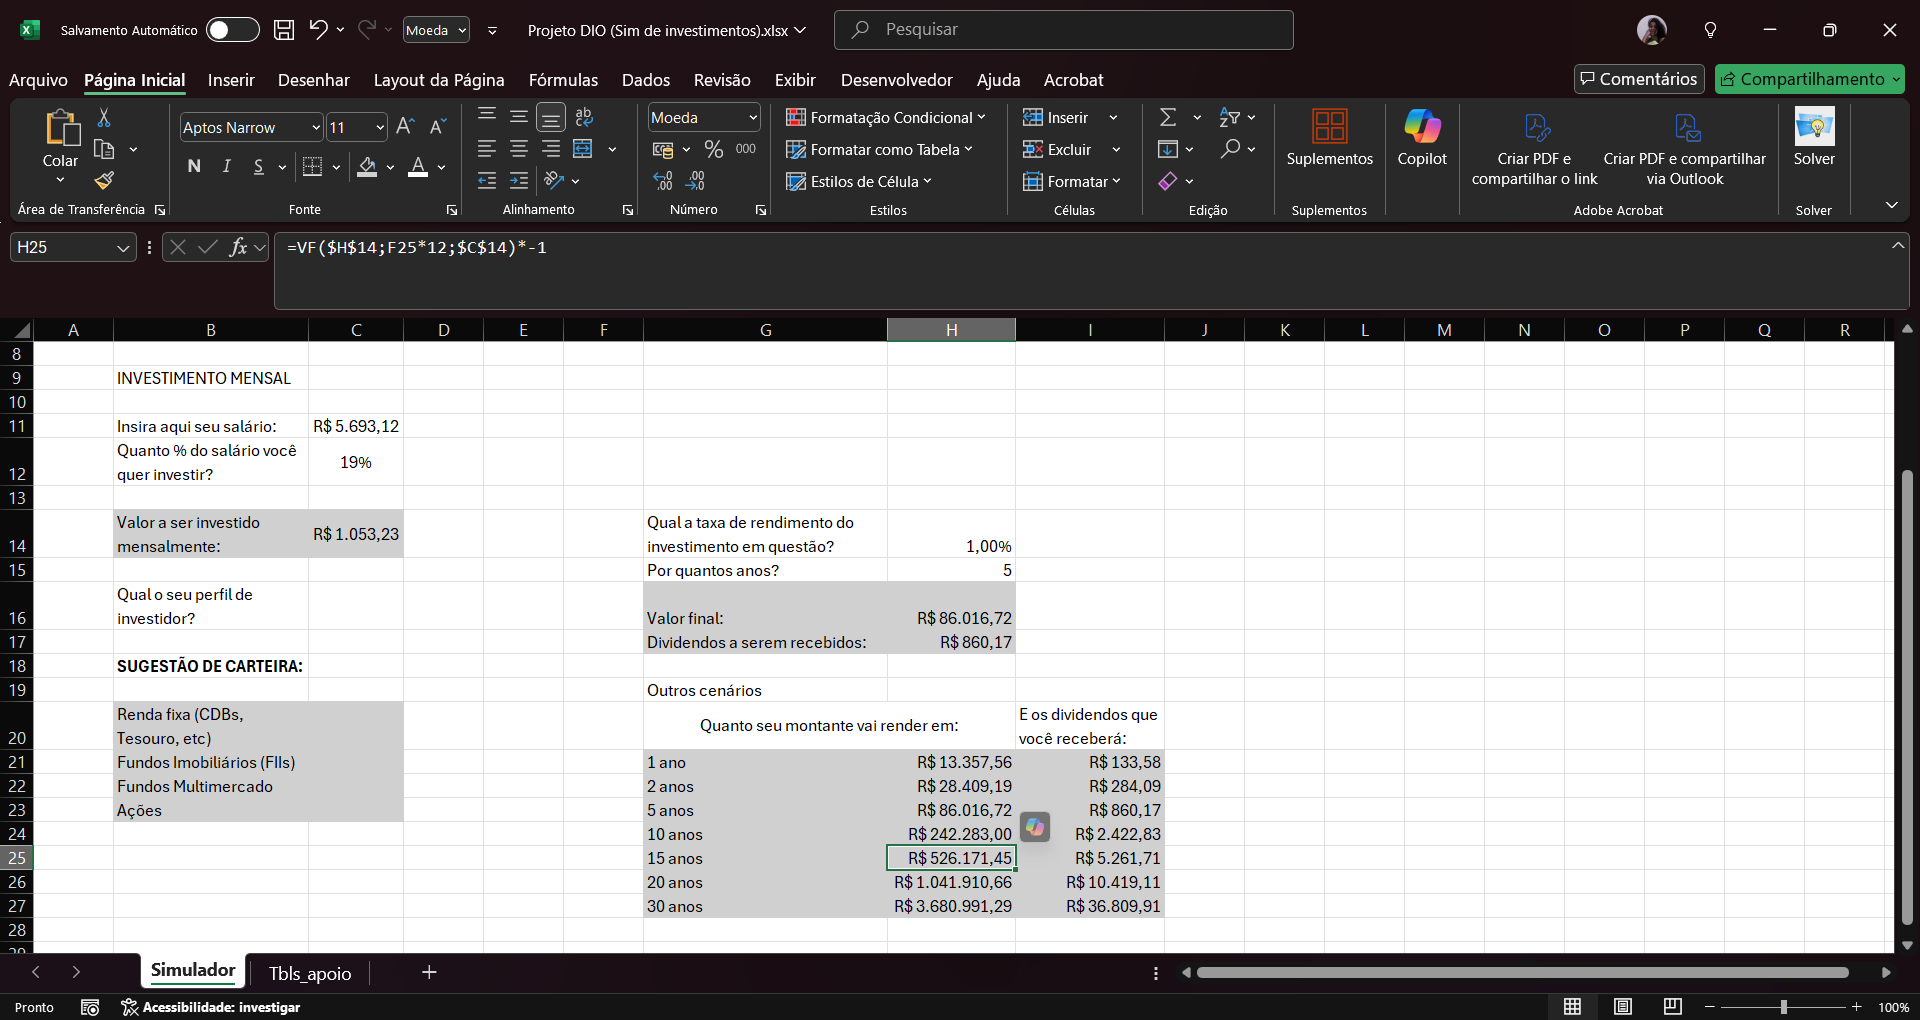 Salvamento Automático
Moeda
Projeto DIO (Sim de investimentos).xlsx
Pesquisar
Arquivo Página Inicial Inserir Desenhar Layout da Página Fórmulas Dados Revisão Exibir Desenvolvedor Ajuda Acrobat
Comentários Compartilhamento
Colar
Área de Transferência
Aptos Narrow 11
N I S
Fonte
ab
Alinhamento
Moeda
% 000
Número
Formatação Condicional
Formatar como Tabela
Estilos de Célula
Estilos
Inserir
Excluir
Formatar
Células
Edição
Suplementos
Suplementos
Copilot
Criar PDF e
compartilhar o link
Criar PDF e compartilhar
via Outlook
Adobe Acrobat
Solver
Solver
H25
fx
=VF($H$14;F25*12;$C$14)*-1
A B C D E F G H I J K L M N O P Q R
8
9 INVESTIMENTO MENSAL
10
11 Insira aqui seu salário: R$ 5.693,12
12 Quanto % do salário você
quer investir? 19%
13
14 Valor a ser investido
mensalmente: R$ 1.053,23
Qual a taxa de rendimento do
investimento em questão? 1,00%
15 Por quantos anos? 5
16 Qual o seu perfil de
investidor?
Valor final: R$ 86.016,72
17 Dividendos a serem recebidos: R$ 860,17
18 SUGESTÃO DE CARTEIRA:
19 Outros cenários
20 Renda fixa (CDBs,
Tesouro, etc)
Quanto seu montante vai render em:
E os dividendos que
você receberá:
21 Fundos Imobiliários (FIIs) 1 ano R$ 13.357,56 R$ 133,58
22 Fundos Multimercado 2 anos R$ 28.409,19 R$ 284,09
23 Ações 5 anos R$ 86.016,72 R$ 860,17
24 10 anos R$ 242.283,00 R$ 2.422,83
25 15 anos R$ 526.171,45 R$ 5.261,71
26 20 anos R$ 1.041.910,66 R$ 10.419,11
27 30 anos R$ 3.680.991,29 R$ 36.809,91
28
29
Simulador Tbls_apoio
Pronto
Acessibilidade: investigar
100%